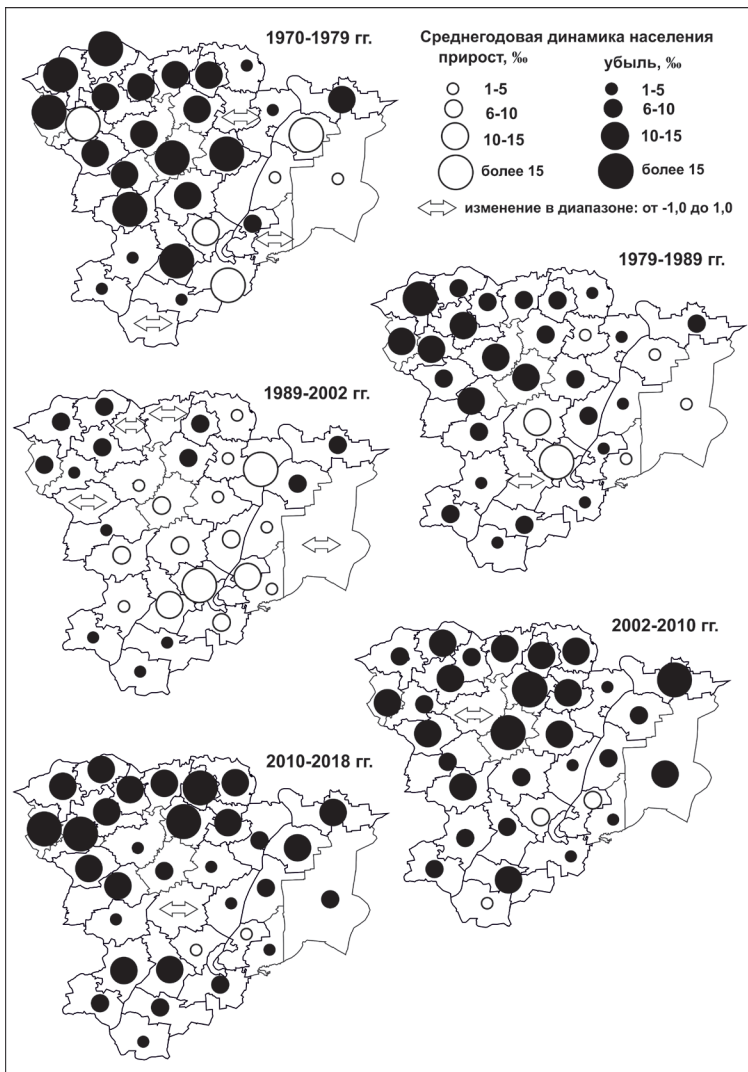 1970-1979 гг.
Среднегодовая динамика населения
прирост, ‰ убыль, ‰
1-5 1-5
6-10 6-10
10-15 10-15
более 15 более 15
изменение в диапазоне: от -1,0 до 1,0
1979-1989 гг.
1989-2002 гг.
2002-2010 гг.
2010-2018 гг.